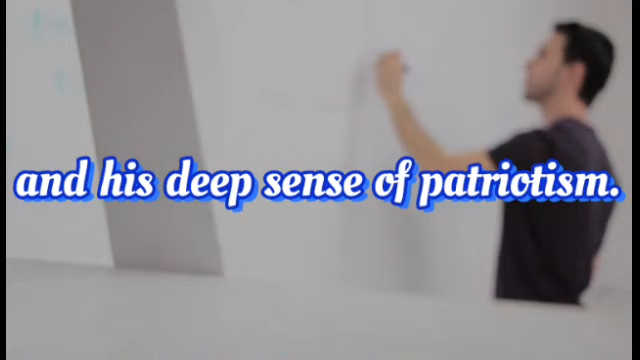 and his deep sense of patriotism.